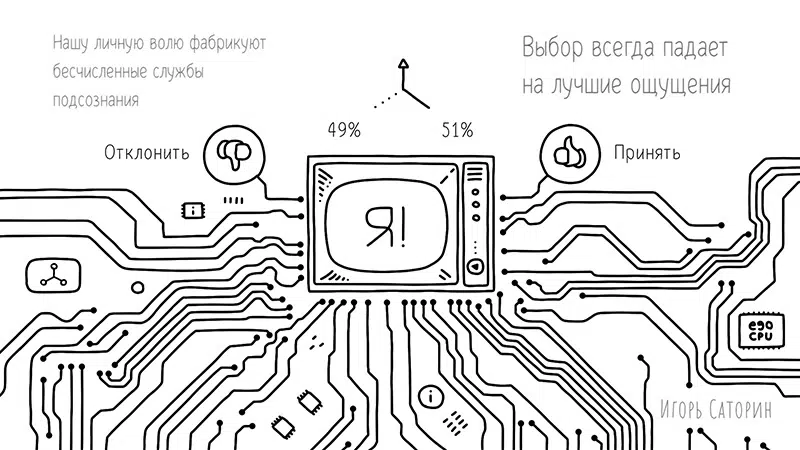 Нашу личную волю фабрикуют
бесчисленные службы
подсознания
Выбор всегда падает
на лучшие ощущения
49%
51%
Отклонить
Принять
Я!
i
ego
CPU
i
Игорь Саторин